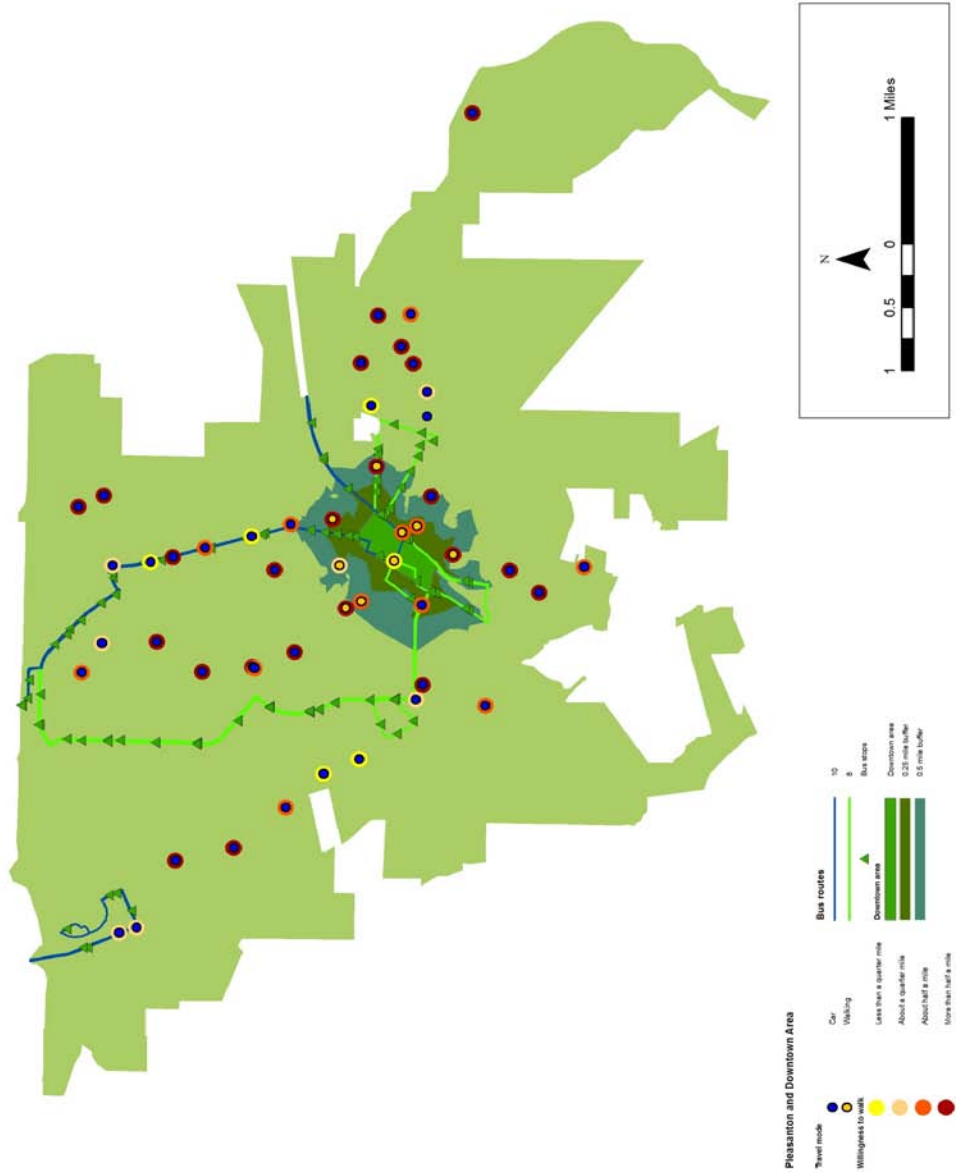 N
1 0.5 0 1 Miles
Pleasanton and Downtown Area
Travel mode
Car
Walking
Willingness to walk
Less than a quarter mile
About a quarter mile
About half a mile
More than half a mile
Bus routes
10
8
Bus stops
Downtown area
Downtown area
0.25 mile buffer
0.5 mile buffer